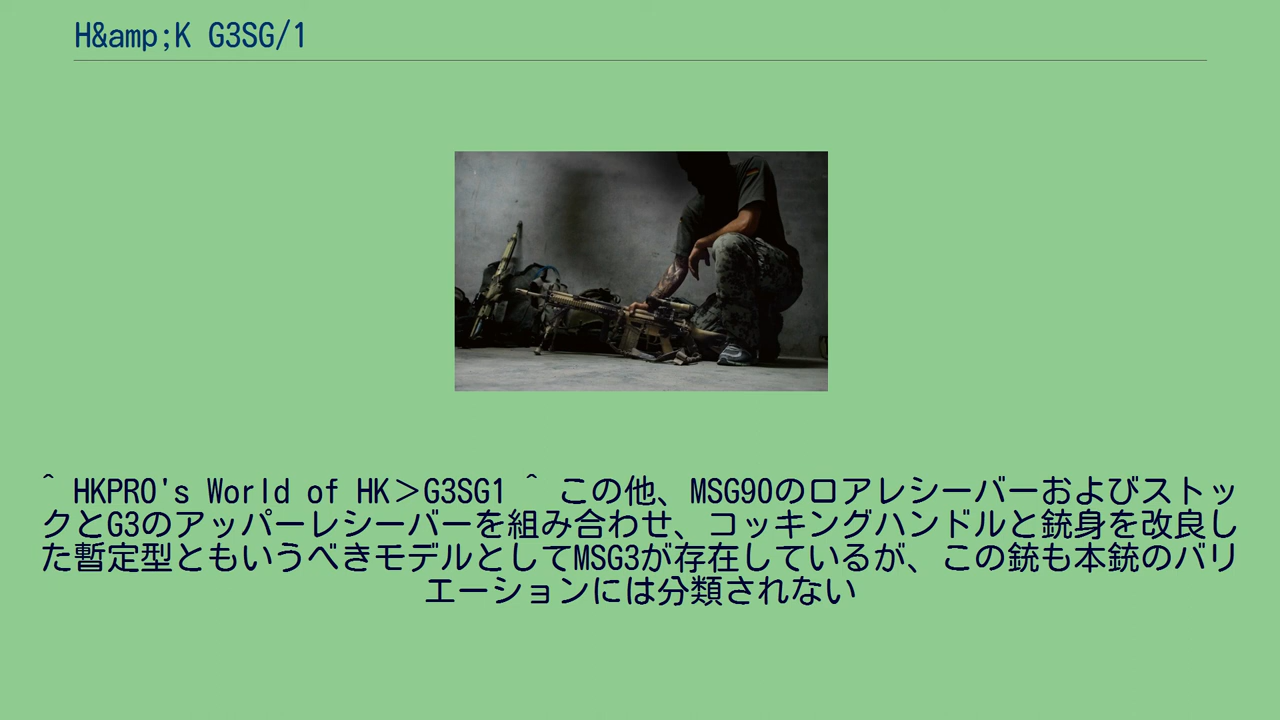 H&amp;K G3SG/1
^ HKPRO's World of HK＞G3SG1 ^ この他、MSG90のロアレシーバーおよびストッ
クとG3のアッパーレシーバーを組み合わせ、コッキングハンドルと銃身を改良し
た暫定型ともいうべきモデルとしてMSG3が存在しているが、この銃も本銃のバリ
エーションには分類されない